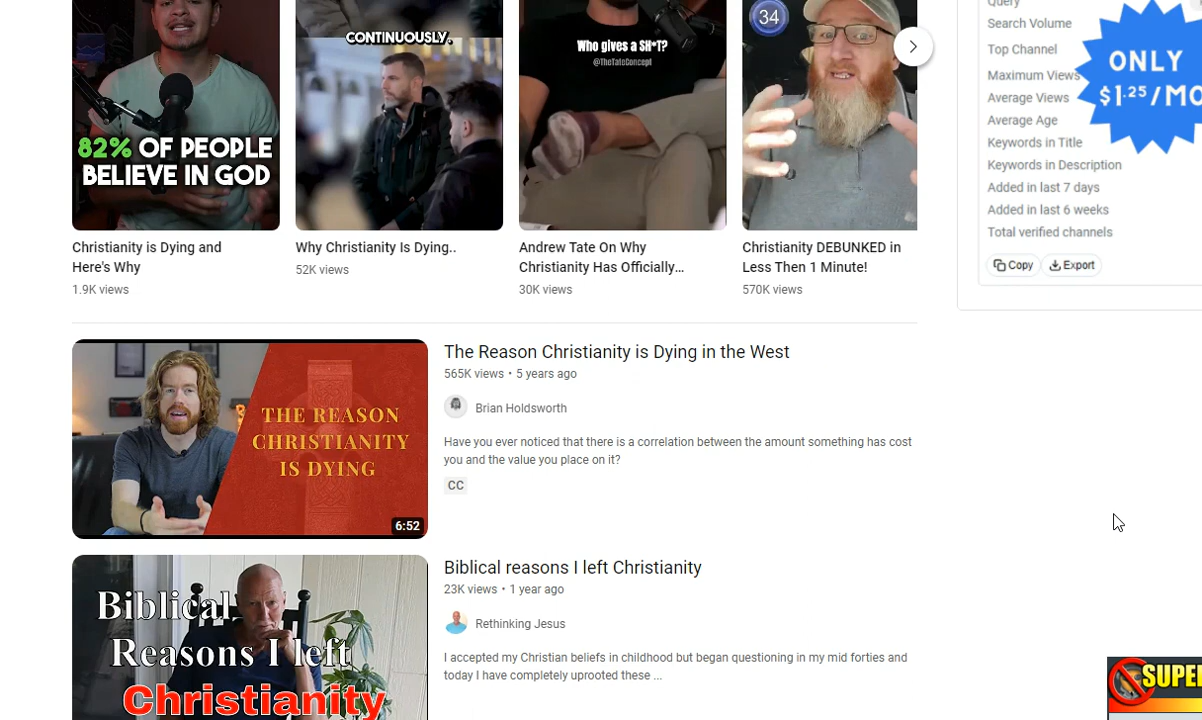 CONTINUOUSLY.
Who gives a SH*T?
@TheTateConcept
34
82% OF PEOPLE
BELIEVE IN GOD
Christianity is Dying and
Here's Why
1.9K views
Why Christianity Is Dying..
52K views
Andrew Tate On Why
Christianity Has Officially...
30K views
Christianity DEBUNKED in
Less Then 1 Minute!
570K views
Query
Search Volume
Top Channel
Maximum Views
Average Views
Average Age
Keywords in Title
Keywords in Description
Added in last 7 days
Added in last 6 weeks
Total verified channels
Copy
Export
ONLY
$1.25/MO
THE REASON
CHRISTIANITY
IS DYING
6:52
The Reason Christianity is Dying in the West
565K views • 5 years ago
Brian Holdsworth
Have you ever noticed that there is a correlation between the amount something has cost
you and the value you place on it?
CC
Biblical
Reasons I left
Christianity
Biblical reasons I left Christianity
23K views • 1 year ago
Rethinking Jesus
I accepted my Christian beliefs in childhood but began questioning in my mid forties and
today I have completely uprooted these ...
SUPER